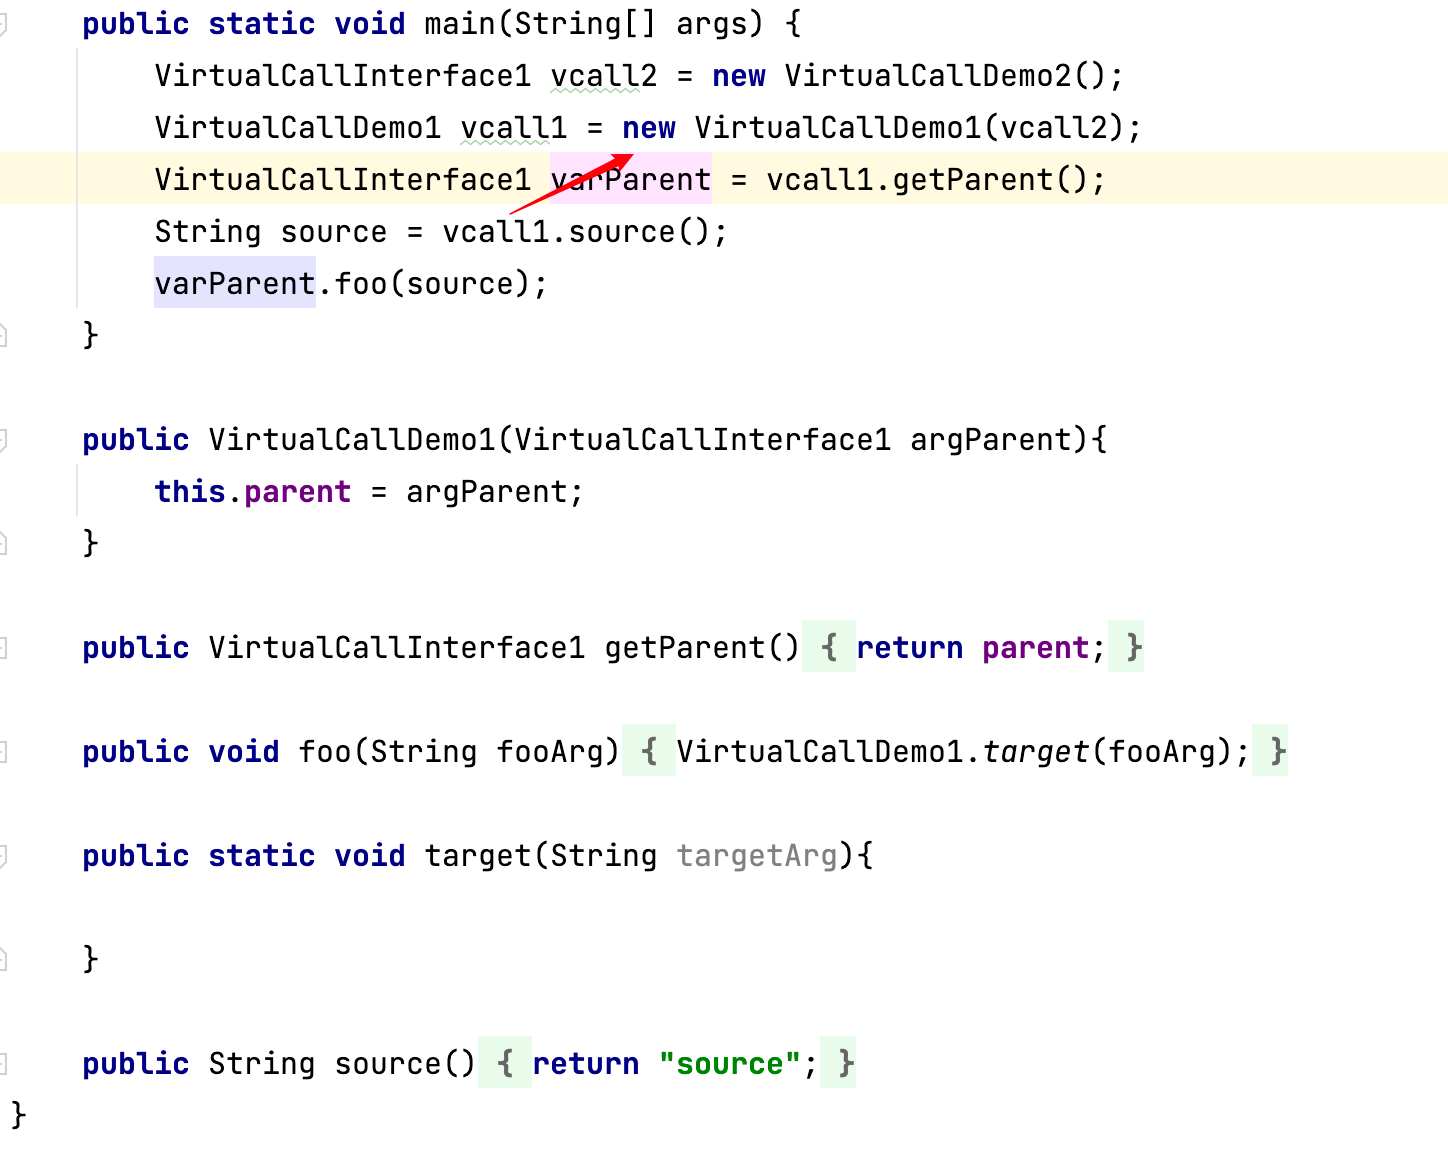 public static void main(String[] args) {
VirtualCallInterface1 vcall2 = new VirtualCallDemo2();
VirtualCallDemo1 vcall1 = new VirtualCallDemo1(vcall2);
VirtualCallInterface1 varParent = vcall1.getParent();
String source = vcall1.source();
varParent.foo(source);
}
public VirtualCallDemo1(VirtualCallInterface1 argParent){
this.parent = argParent;
}
public VirtualCallInterface1 getParent() { return parent; }
public void foo(String fooArg) { VirtualCallDemo1.target(fooArg); }
public static void target(String targetArg){
}
public String source() { return "source"; }
}